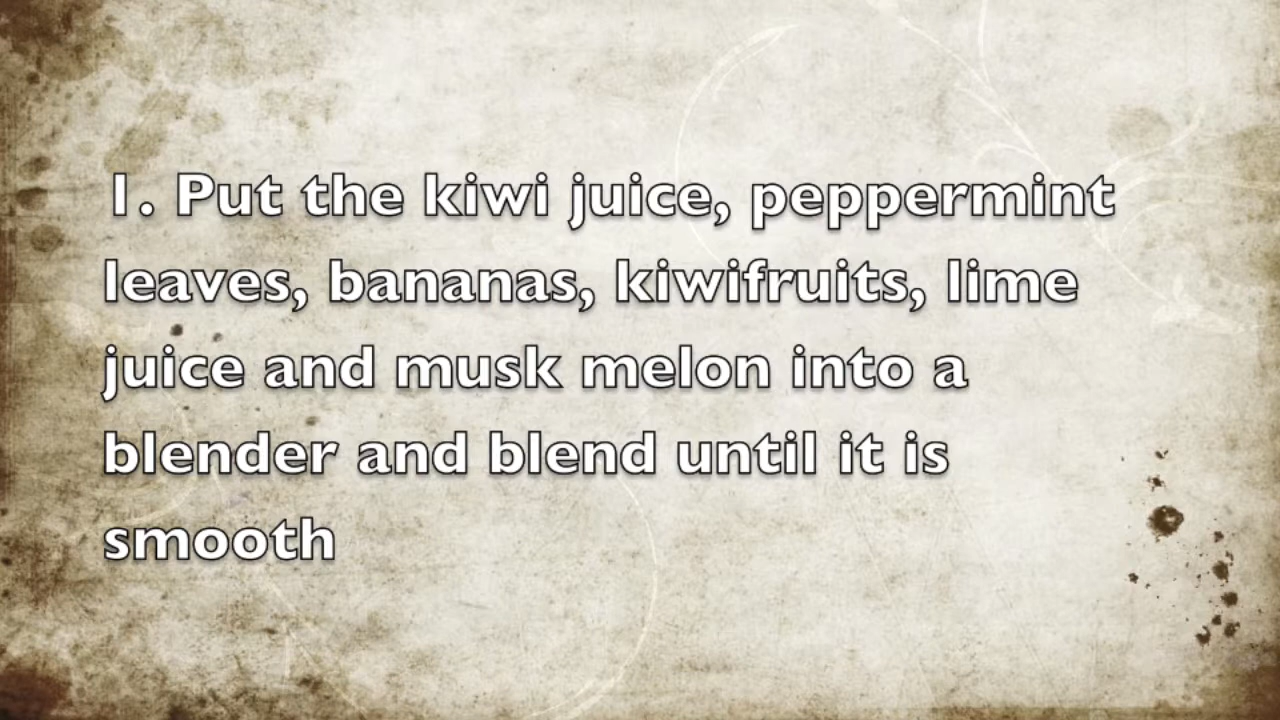 1. Put the kiwi juice, peppermint
leaves, bananas, kiwifruits, lime
juice and musk melon into a
blender and blend until it is
smooth